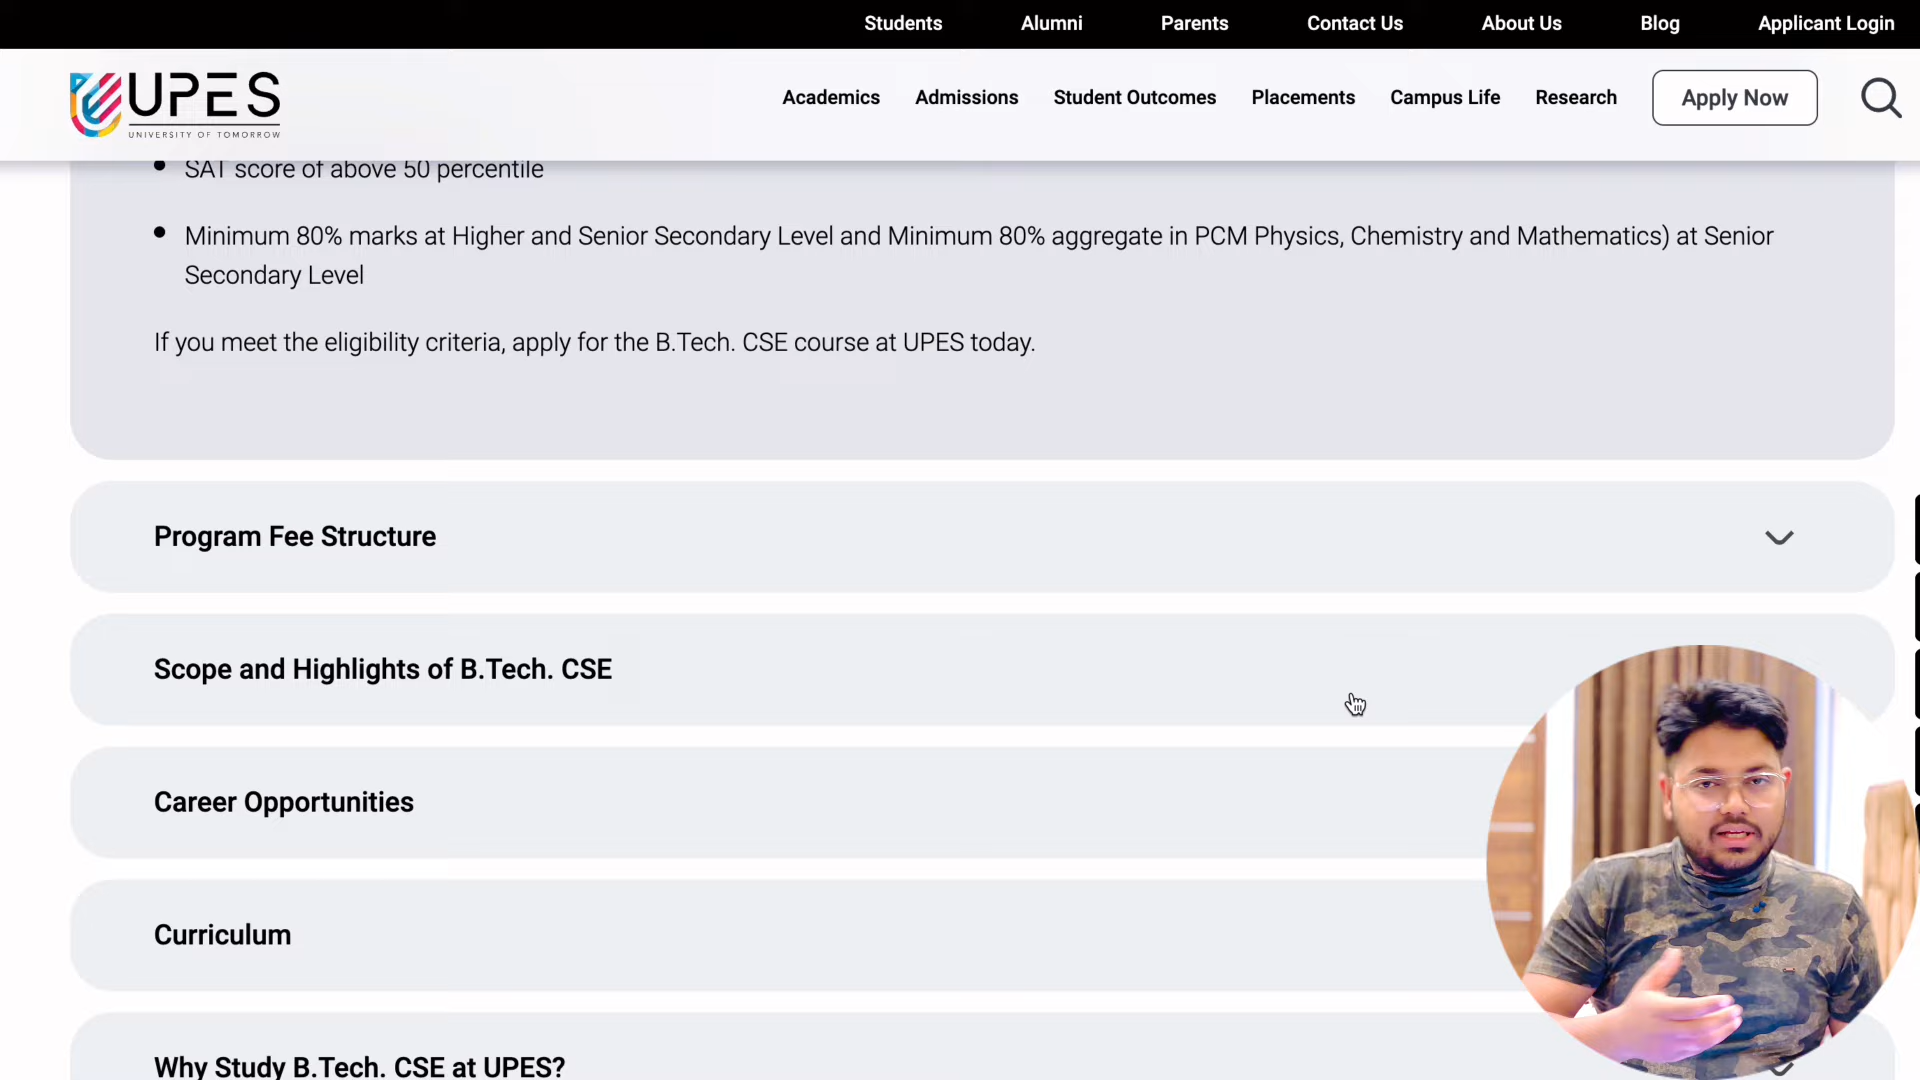 Students Alumni Parents Contact Us About Us Blog Applicant Login
UPES
UNIVERSITY OF TOMORROW
Academics Admissions Student Outcomes Placements Campus Life Research Apply Now
SAT score of above 50 percentile
Minimum 80% marks at Higher and Senior Secondary Level and Minimum 80% aggregate in PCM Physics, Chemistry and Mathematics) at Senior
Secondary Level
If you meet the eligibility criteria, apply for the B.Tech. CSE course at UPES today.
Program Fee Structure
Scope and Highlights of B.Tech. CSE
Career Opportunities
Curriculum
Why Study B.Tech. CSE at UPES?